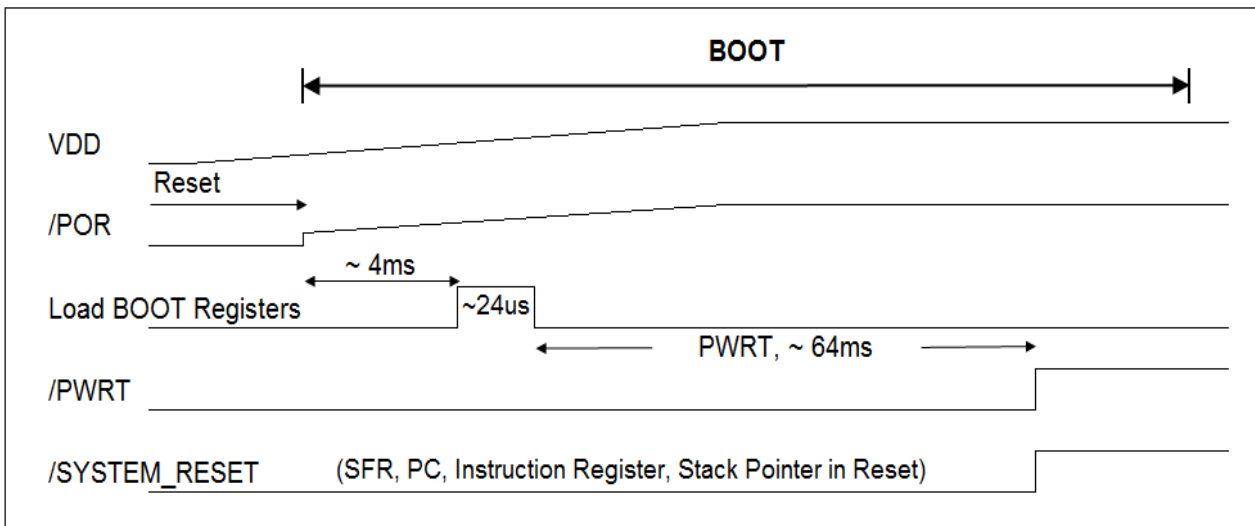 BOOT
VDD
Reset
/POR
~ 4ms
Load BOOT Registers
~24us
PWRT, ~ 64ms
/PWRT
/SYSTEM_RESET
(SFR, PC, Instruction Register, Stack Pointer in Reset)